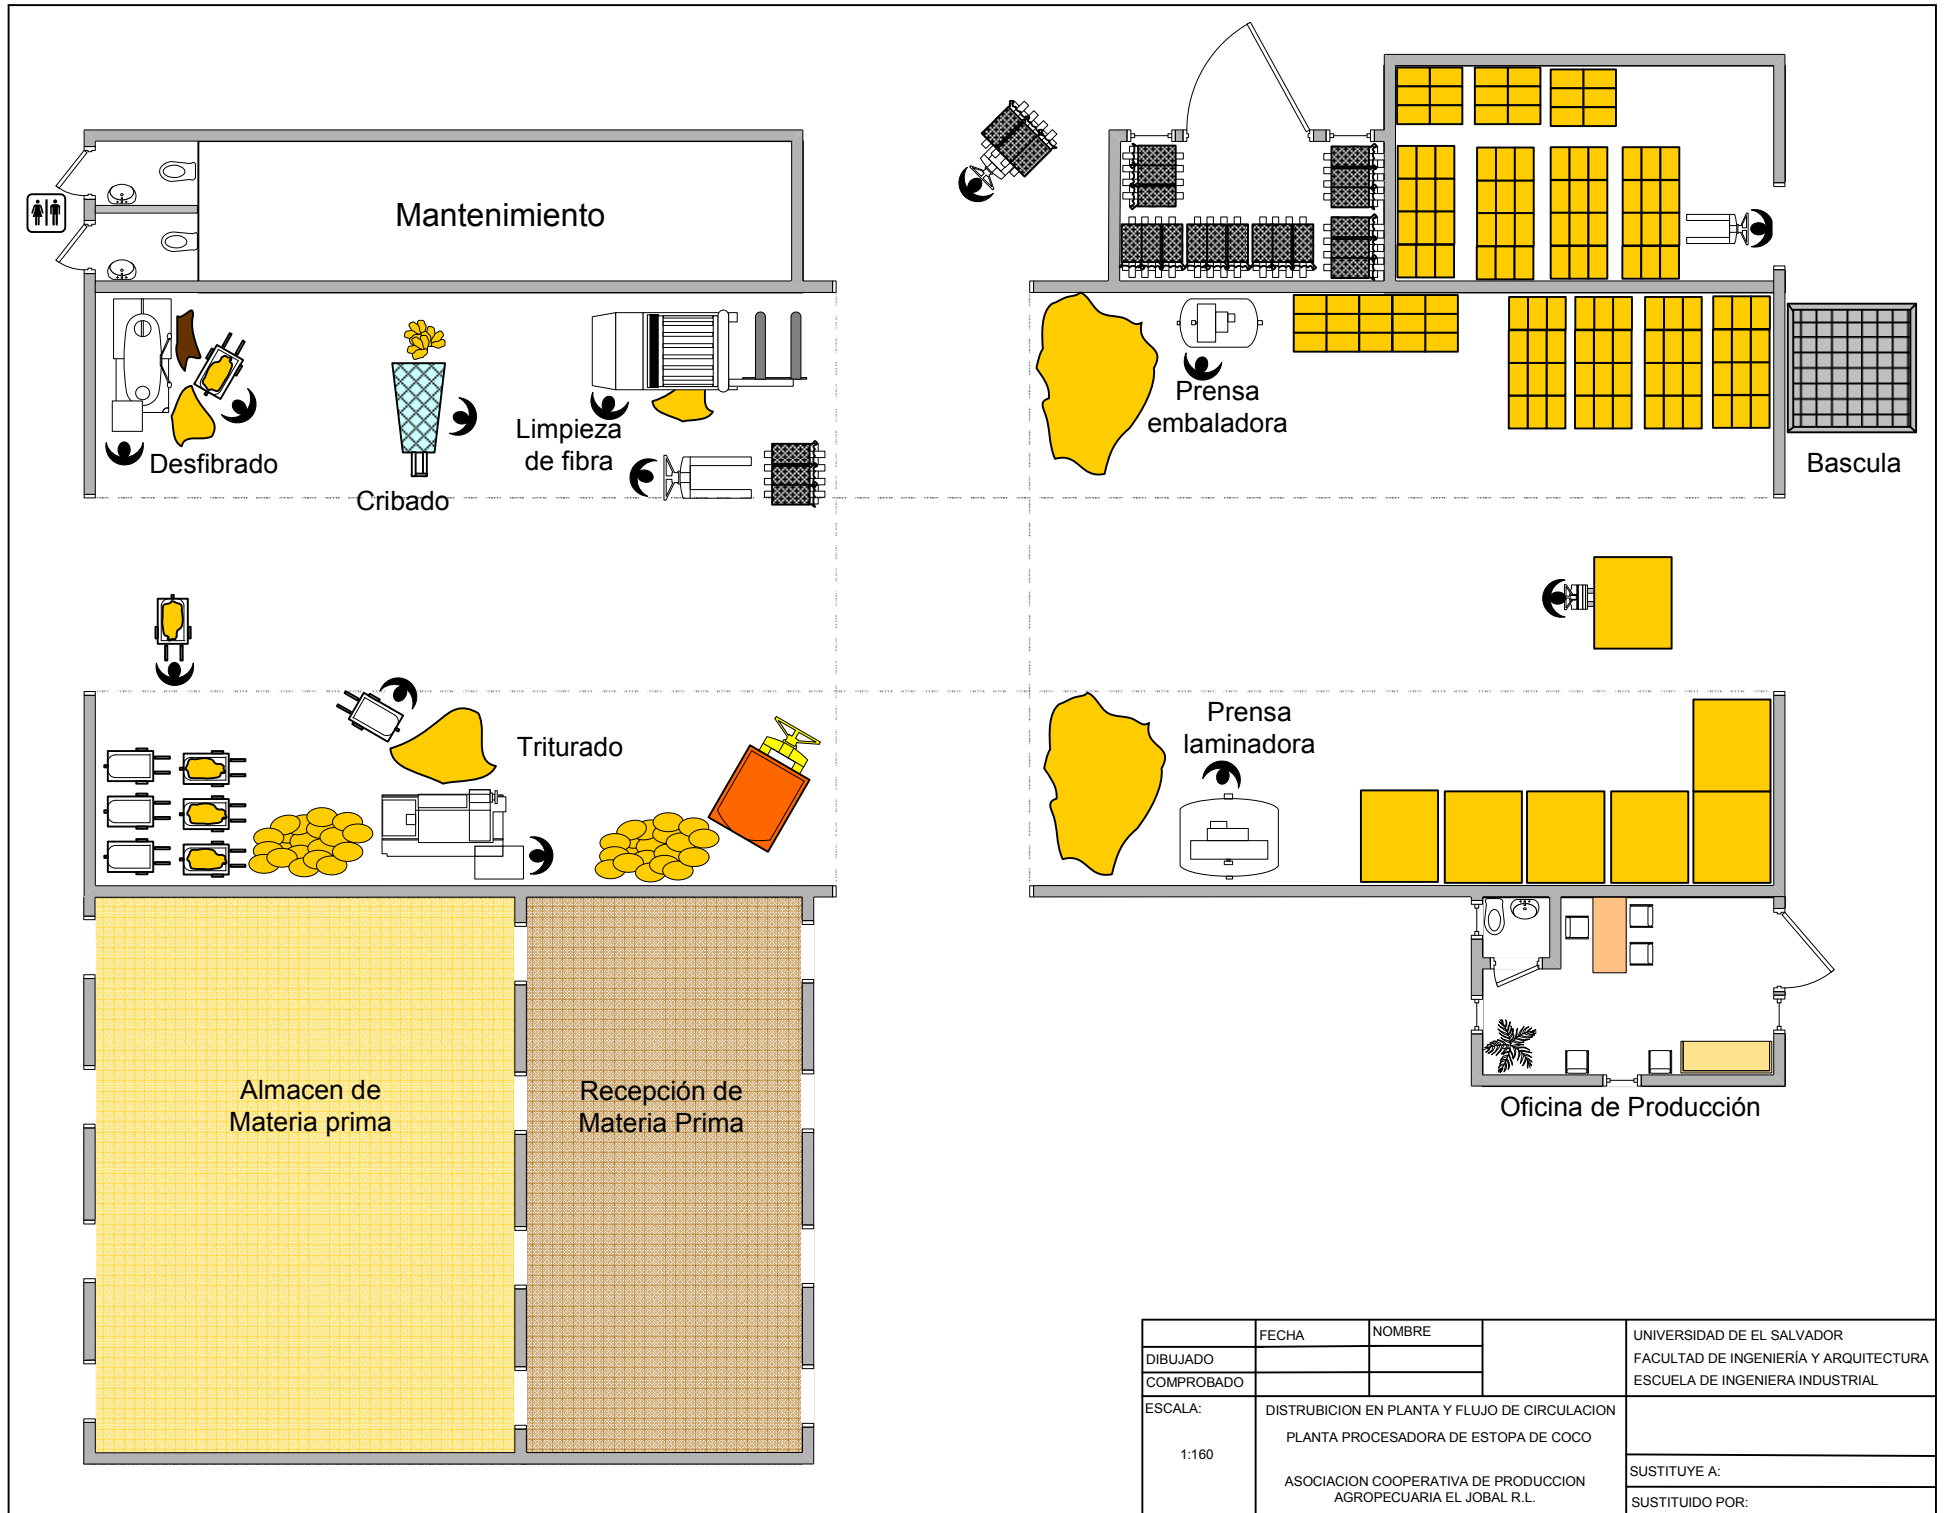 Mantenimiento
Desfibrado
Cribado
Limpieza
de fibra
Prensa
embaladora
Bascula
Triturado
Prensa
laminadora
Almacen de
Materia prima
Recepción de
Materia Prima
Oficina de Producción
FECHA
NOMBRE
DIBUJADO
COMPROBADO
UNIVERSIDAD DE EL SALVADOR
FACULTAD DE INGENIERÍA Y ARQUITECTURA
ESCUELA DE INGENIERA INDUSTRIAL
ESCALA:
1:160
DISTRUBICION EN PLANTA Y FLUJO DE CIRCULACION
PLANTA PROCESADORA DE ESTOPA DE COCO
ASOCIACION COOPERATIVA DE PRODUCCION
AGROPECUARIA EL JOBAL R.L.
SUSTITUYE A:
SUSTITUIDO POR: